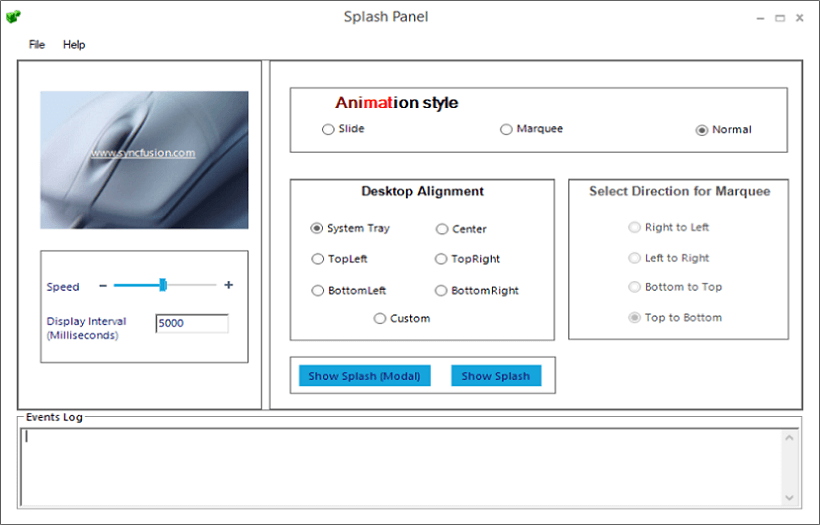 Splash Panel
File Help
www.syncfusion.com
Speed
Display Interval
(Milliseconds)
5000
Animation style
Slide Marquee Normal
Desktop Alignment
System Tray Center
TopLeft TopRight
BottomLeft BottomRight
Custom
Select Direction for Marquee
Right to Left
Left to Right
Bottom to Top
Top to Bottom
Show Splash (Modal) Show Splash
Events Log